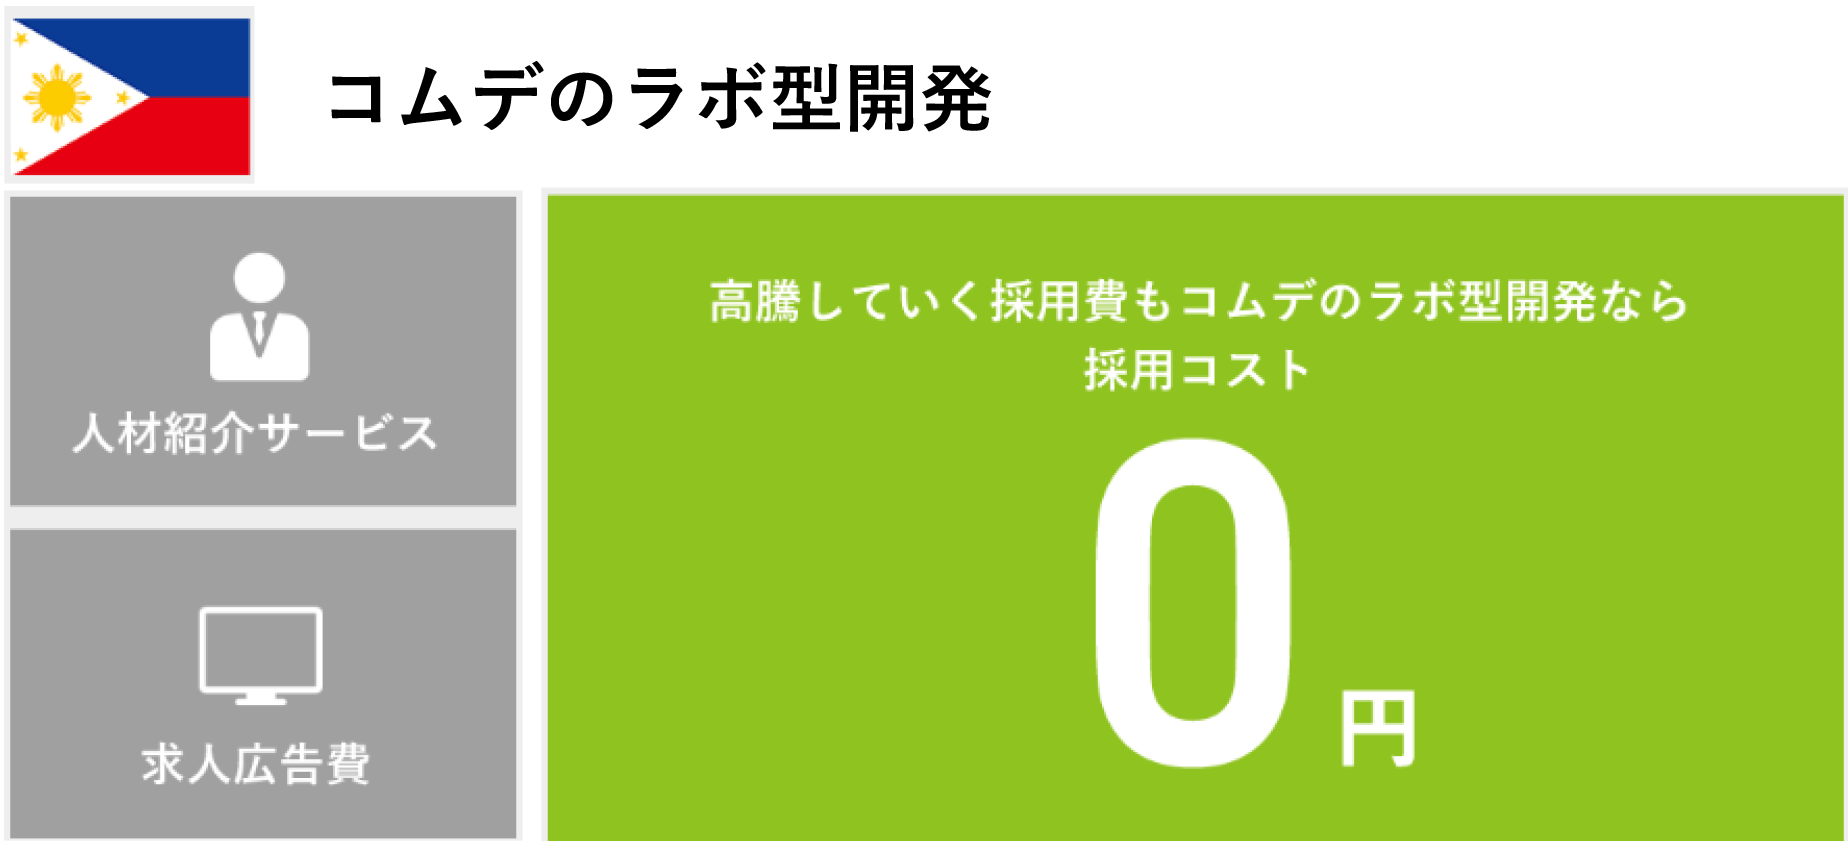 コムデのラボ型開発
人材紹介サービス
求人広告費
高騰していく採用費もコムデのラボ型開発なら
採用コスト
0円